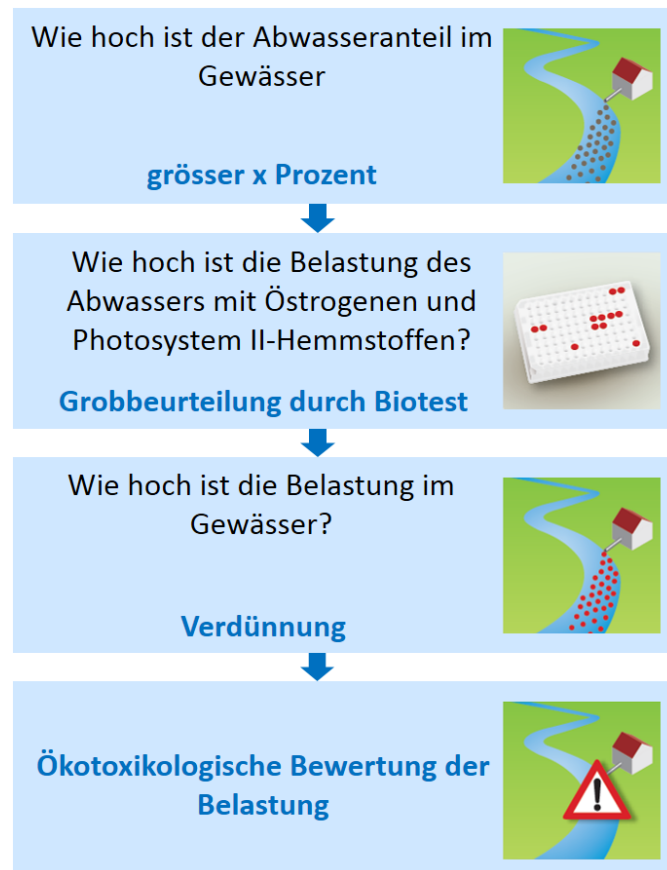 Wie hoch ist der Abwasseranteil im
Gewässer
grösser x Prozent
Wie hoch ist die Belastung des
Abwassers mit Östrogenen und
Photosystem II-Hemmstoffen?
Grobbeurteilung durch Biotest
Wie hoch ist die Belastung im
Gewässer?
Verdünnung
Ökotoxikologische Bewertung der
Belastung